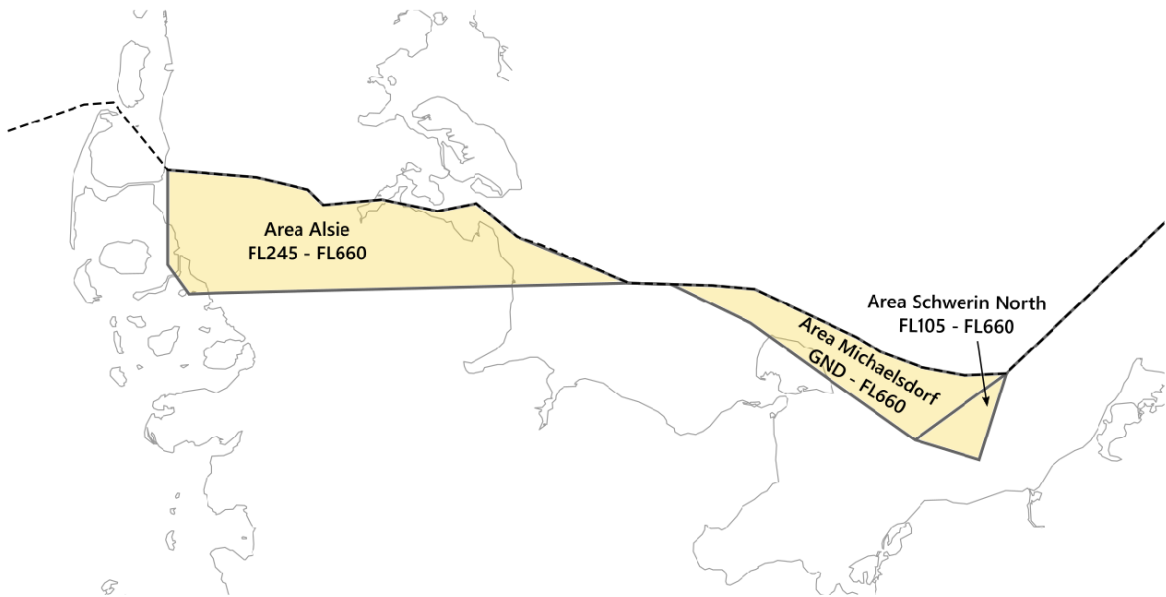 Area Alsie
FL245 - FL660
Area Schwerin North
FL105 - FL660
Area Michaelsdorf
GND - FL660